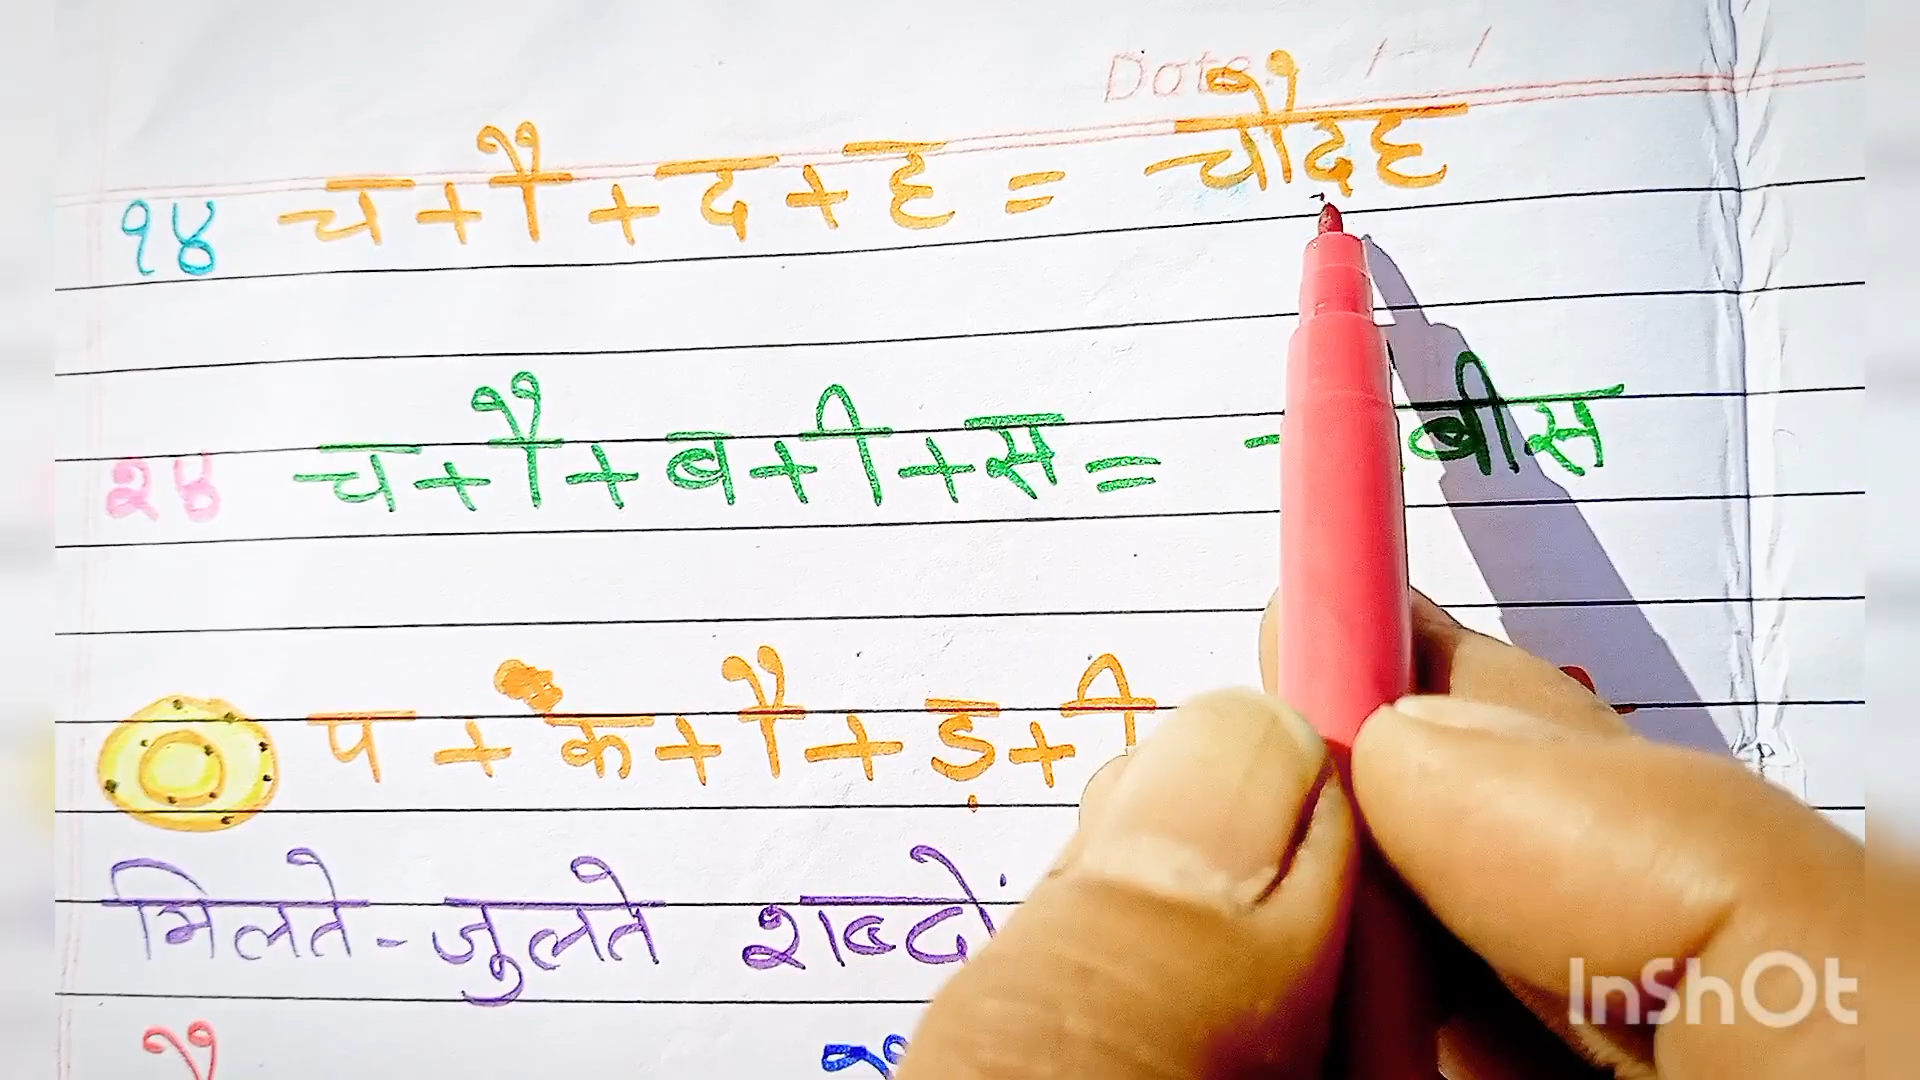 Date
१४ च + ौ + द + ह = चौदह
२४ च + ौ + ब + ी + स = बीस
प + क + ौ + ड़ + ी
मिलते-जुलते शब्दों
ौ
InShOt